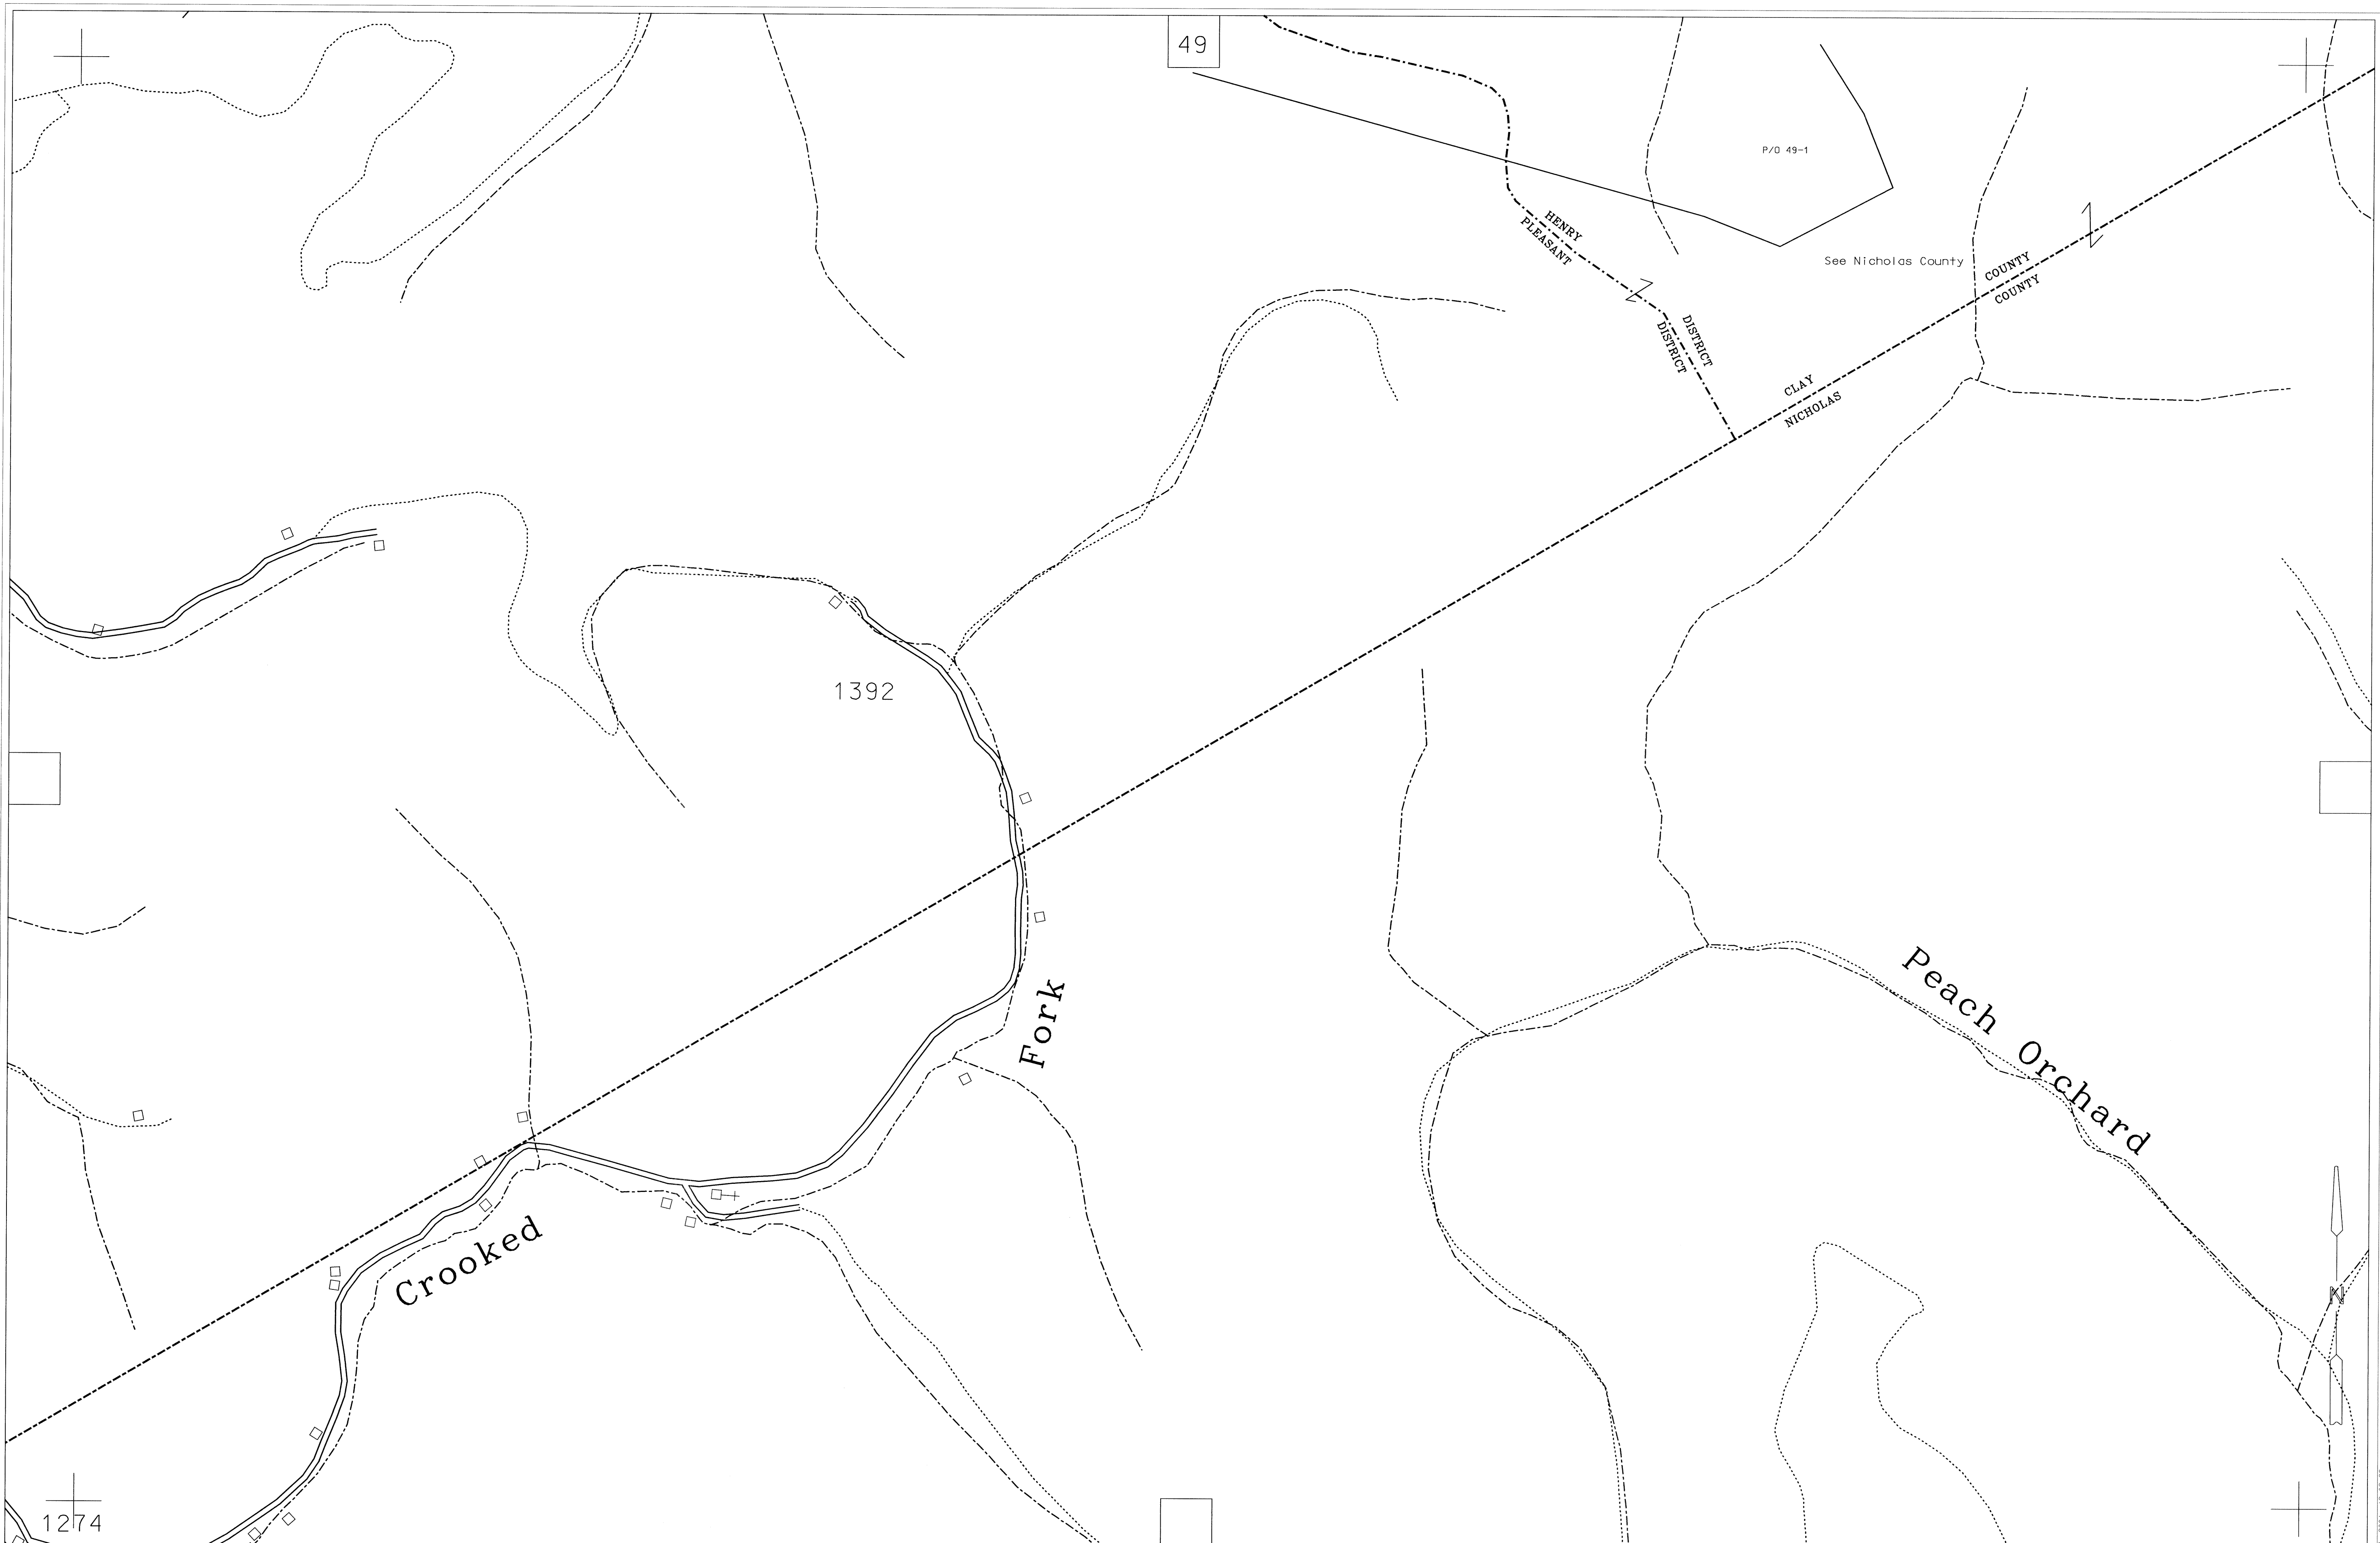 49
P/O 49-1
HENRY
PLEASANT
See Nicholas County
COUNTY
COUNTY
DISTRICT
DISTRICT
CLAY
NICHOLAS
1392
Peach Orchard
Fork
Crooked
N
1274